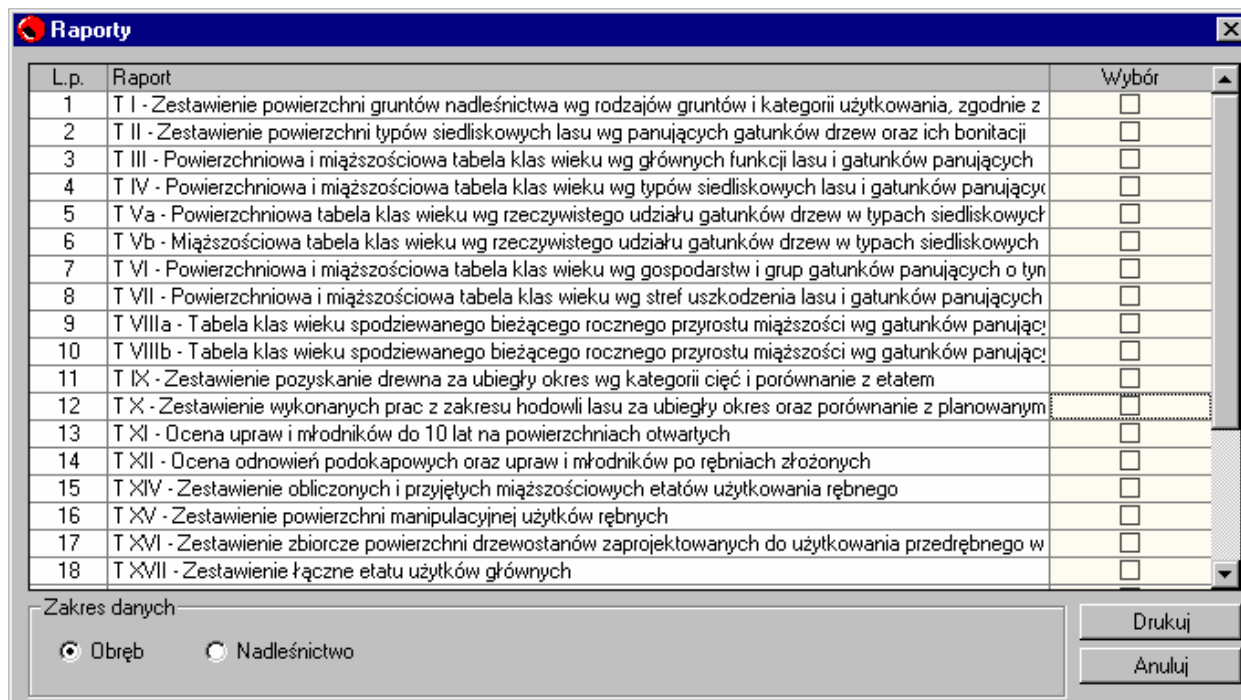 Raporty
L.p. Raport Wybór
1 T I - Zestawienie powierzchni gruntów nadleśnictwa wg rodzajów gruntów i kategorii użytkowania, zgodnie z
2 T II - Zestawienie powierzchni typów siedliskowych lasu wg panujących gatunków drzew oraz ich bonitacji
3 T III - Powierzchniowa i miąższościowa tabela klas wieku wg głównych funkcji lasu i gatunków panujących
4 T IV - Powierzchniowa i miąższościowa tabela klas wieku wg typów siedliskowych lasu i gatunków panując
5 T Va - Powierzchniowa tabela klas wieku wg rzeczywistego udziału gatunków drzew w typach siedliskowych
6 T Vb - Miąższościowa tabela klas wieku wg rzeczywistego udziału gatunków drzew w typach siedliskowych
7 T VI - Powierzchniowa i miąższościowa tabela klas wieku wg gospodarstw i grup gatunków panujących o tym
8 T VII - Powierzchniowa i miąższościowa tabela klas wieku wg stref uszkodzenia lasu i gatunków panujących
9 T VIIIa - Tabela klas wieku spodziewanego bieżącego rocznego przyrostu miąższości wg gatunków panując
10 T VIIIb - Tabela klas wieku spodziewanego bieżącego rocznego przyrostu miąższości wg gatunków panując
11 T IX - Zestawienie pozyskanie drewna za ubiegły okres wg kategorii cięć i porównanie z etatem
12 T X - Zestawienie wykonanych prac z zakresu hodowli lasu za ubiegły okres oraz porównanie z planowanym
13 T XI - Ocena upraw i młodników do 10 lat na powierzchniach otwartych
14 T XII - Ocena odnowień podokapowych oraz upraw i młodników po rębniach złożonych
15 T XIV - Zestawienie obliczonych i przyjętych miąższościowych etatów użytkowania rębnego
16 T XV - Zestawienie powierzchni manipulacyjnej użytków rębnych
17 T XVI - Zestawienie zbiorcze powierzchni drzewostanów zaprojektowanych do użytkowania przedrębnego w
18 T XVII - Zestawienie łączne etatu użytków głównych
Zakres danych
Obręb Nadleśnictwo
Drukuj
Anuluj